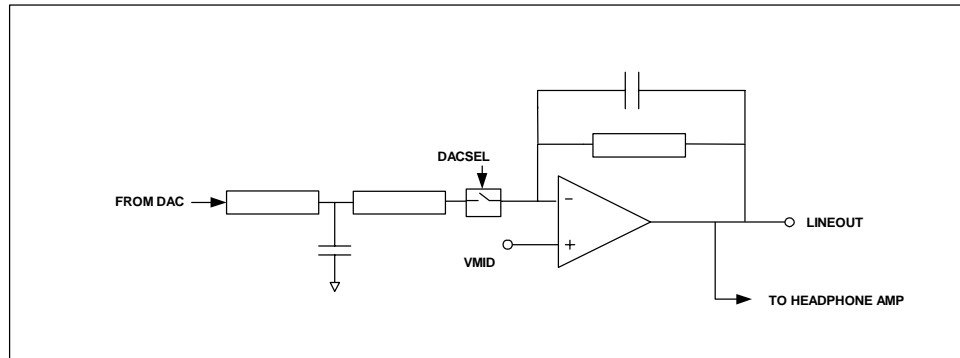 DACSEL
FROM DAC
−
LINEOUT
+
VMID
TO HEADPHONE AMP